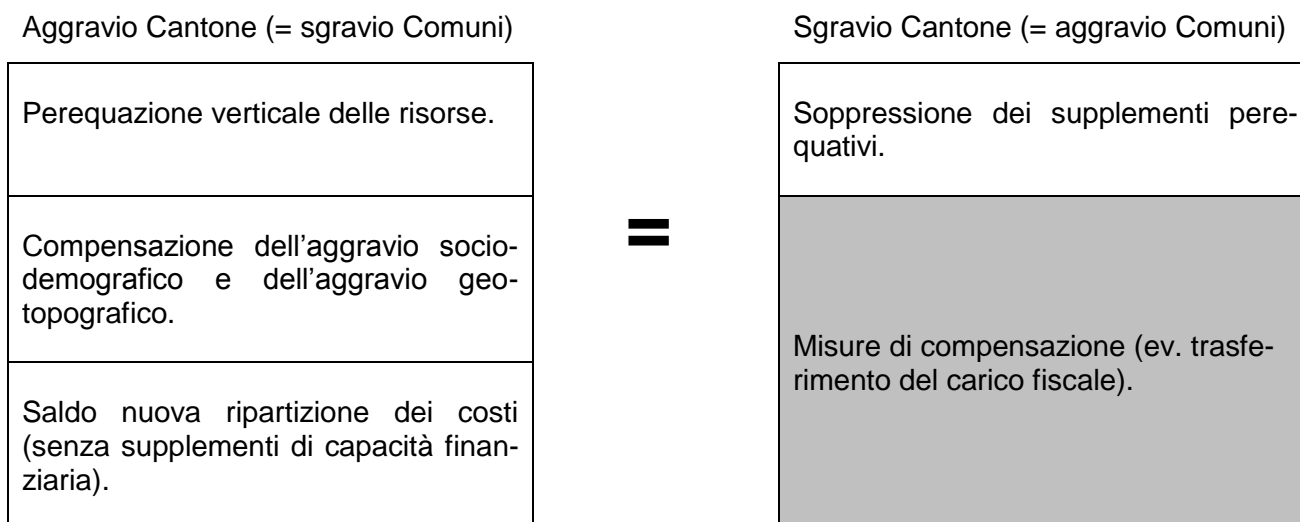 Aggravio Cantone (= sgravio Comuni)
Perequazione verticale delle risorse.
Compensazione dell'aggravio socio-
demografico e dell'aggravio geo-
topografico.
Saldo nuova ripartizione dei costi
(senza supplementi di capacità finan-
ziaria).
=
Sgravio Cantone (= aggravio Comuni)
Soppressione dei supplementi pere-
quativi.
Misure di compensazione (ev. trasfe-
rimento del carico fiscale).